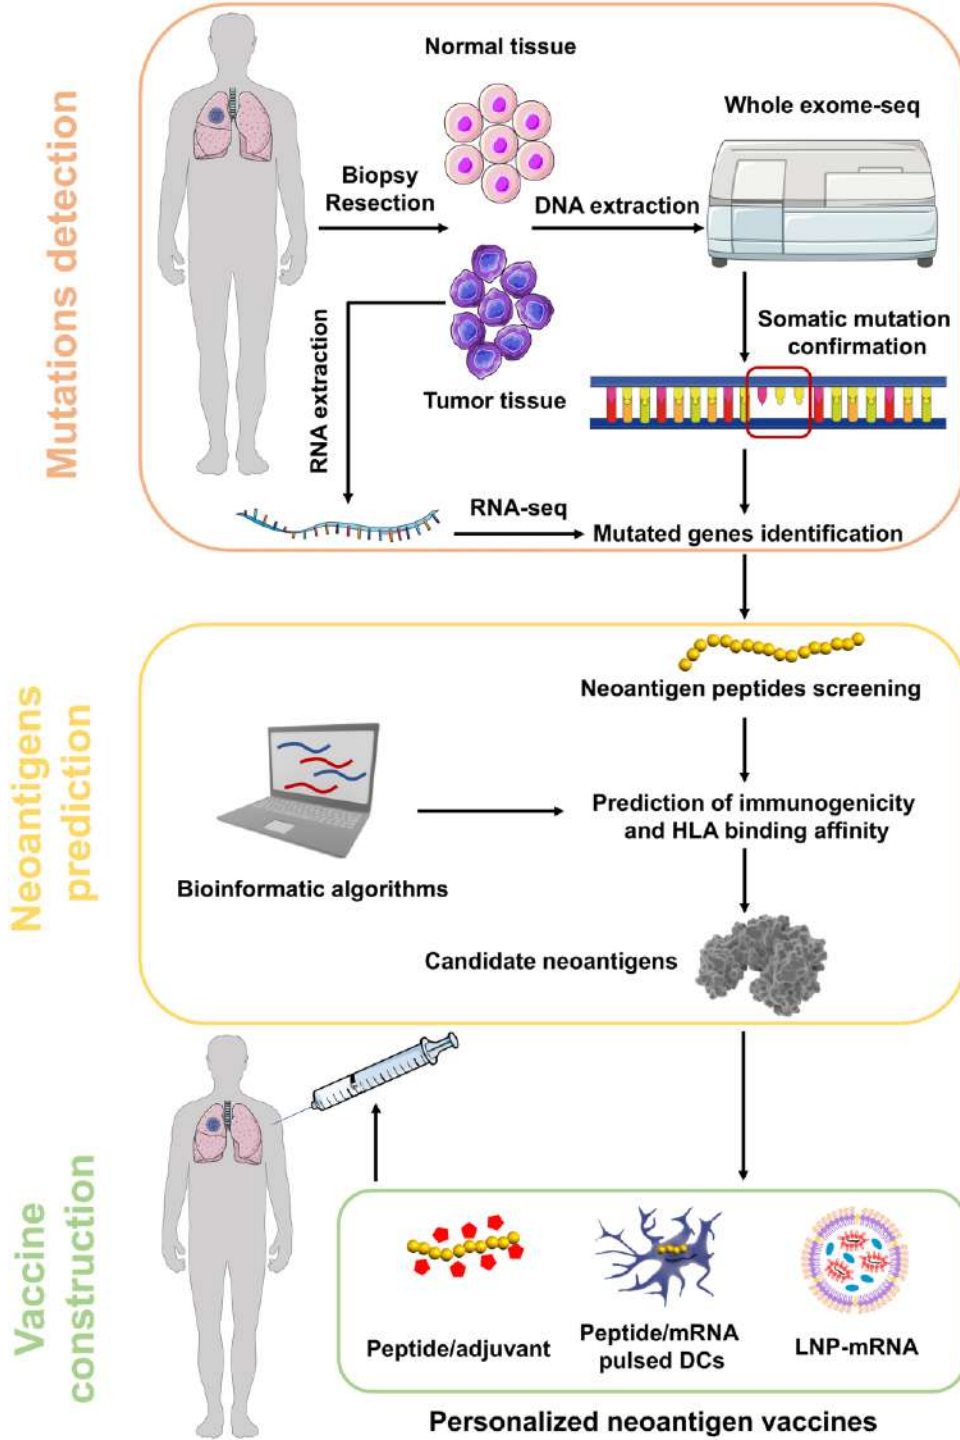 Mutations detection
Normal tissue
Whole exome-seq
Biopsy
Resection
DNA extraction
RNA extraction
Somatic mutation
confirmation
Tumor tissue
RNA-seq
Mutated genes identification
Neoantigens
prediction
Neoantigen peptides screening
Prediction of immunogenicity
and HLA binding affinity
Bioinformatic algorithms
Candidate neoantigens
Vaccine
construction
Peptide/adjuvant
Peptide/mRNA
pulsed DCs
LNP-mRNA
Personalized neoantigen vaccines